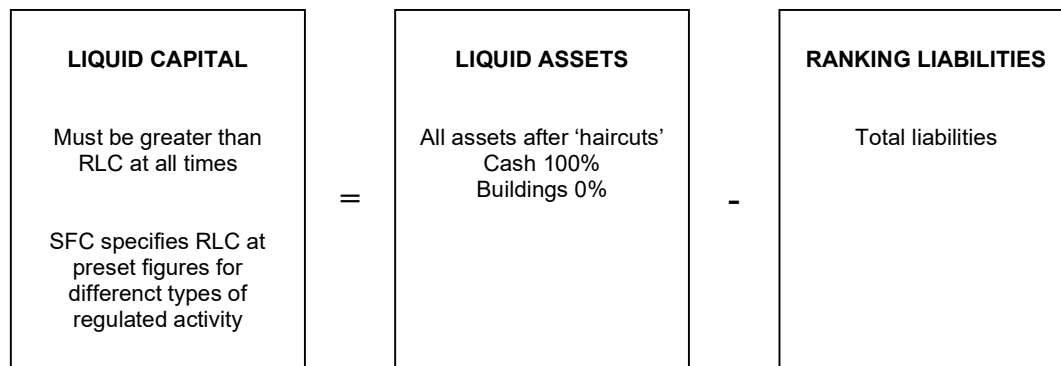 LIQUID CAPITAL
Must be greater than
RLC at all times
SFC specifies RLC at
preset figures for
differenct types of
regulated activity
=
LIQUID ASSETS
All assets after ‘haircuts’
Cash 100%
Buildings 0%
-
RANKING LIABILITIES
Total liabilities